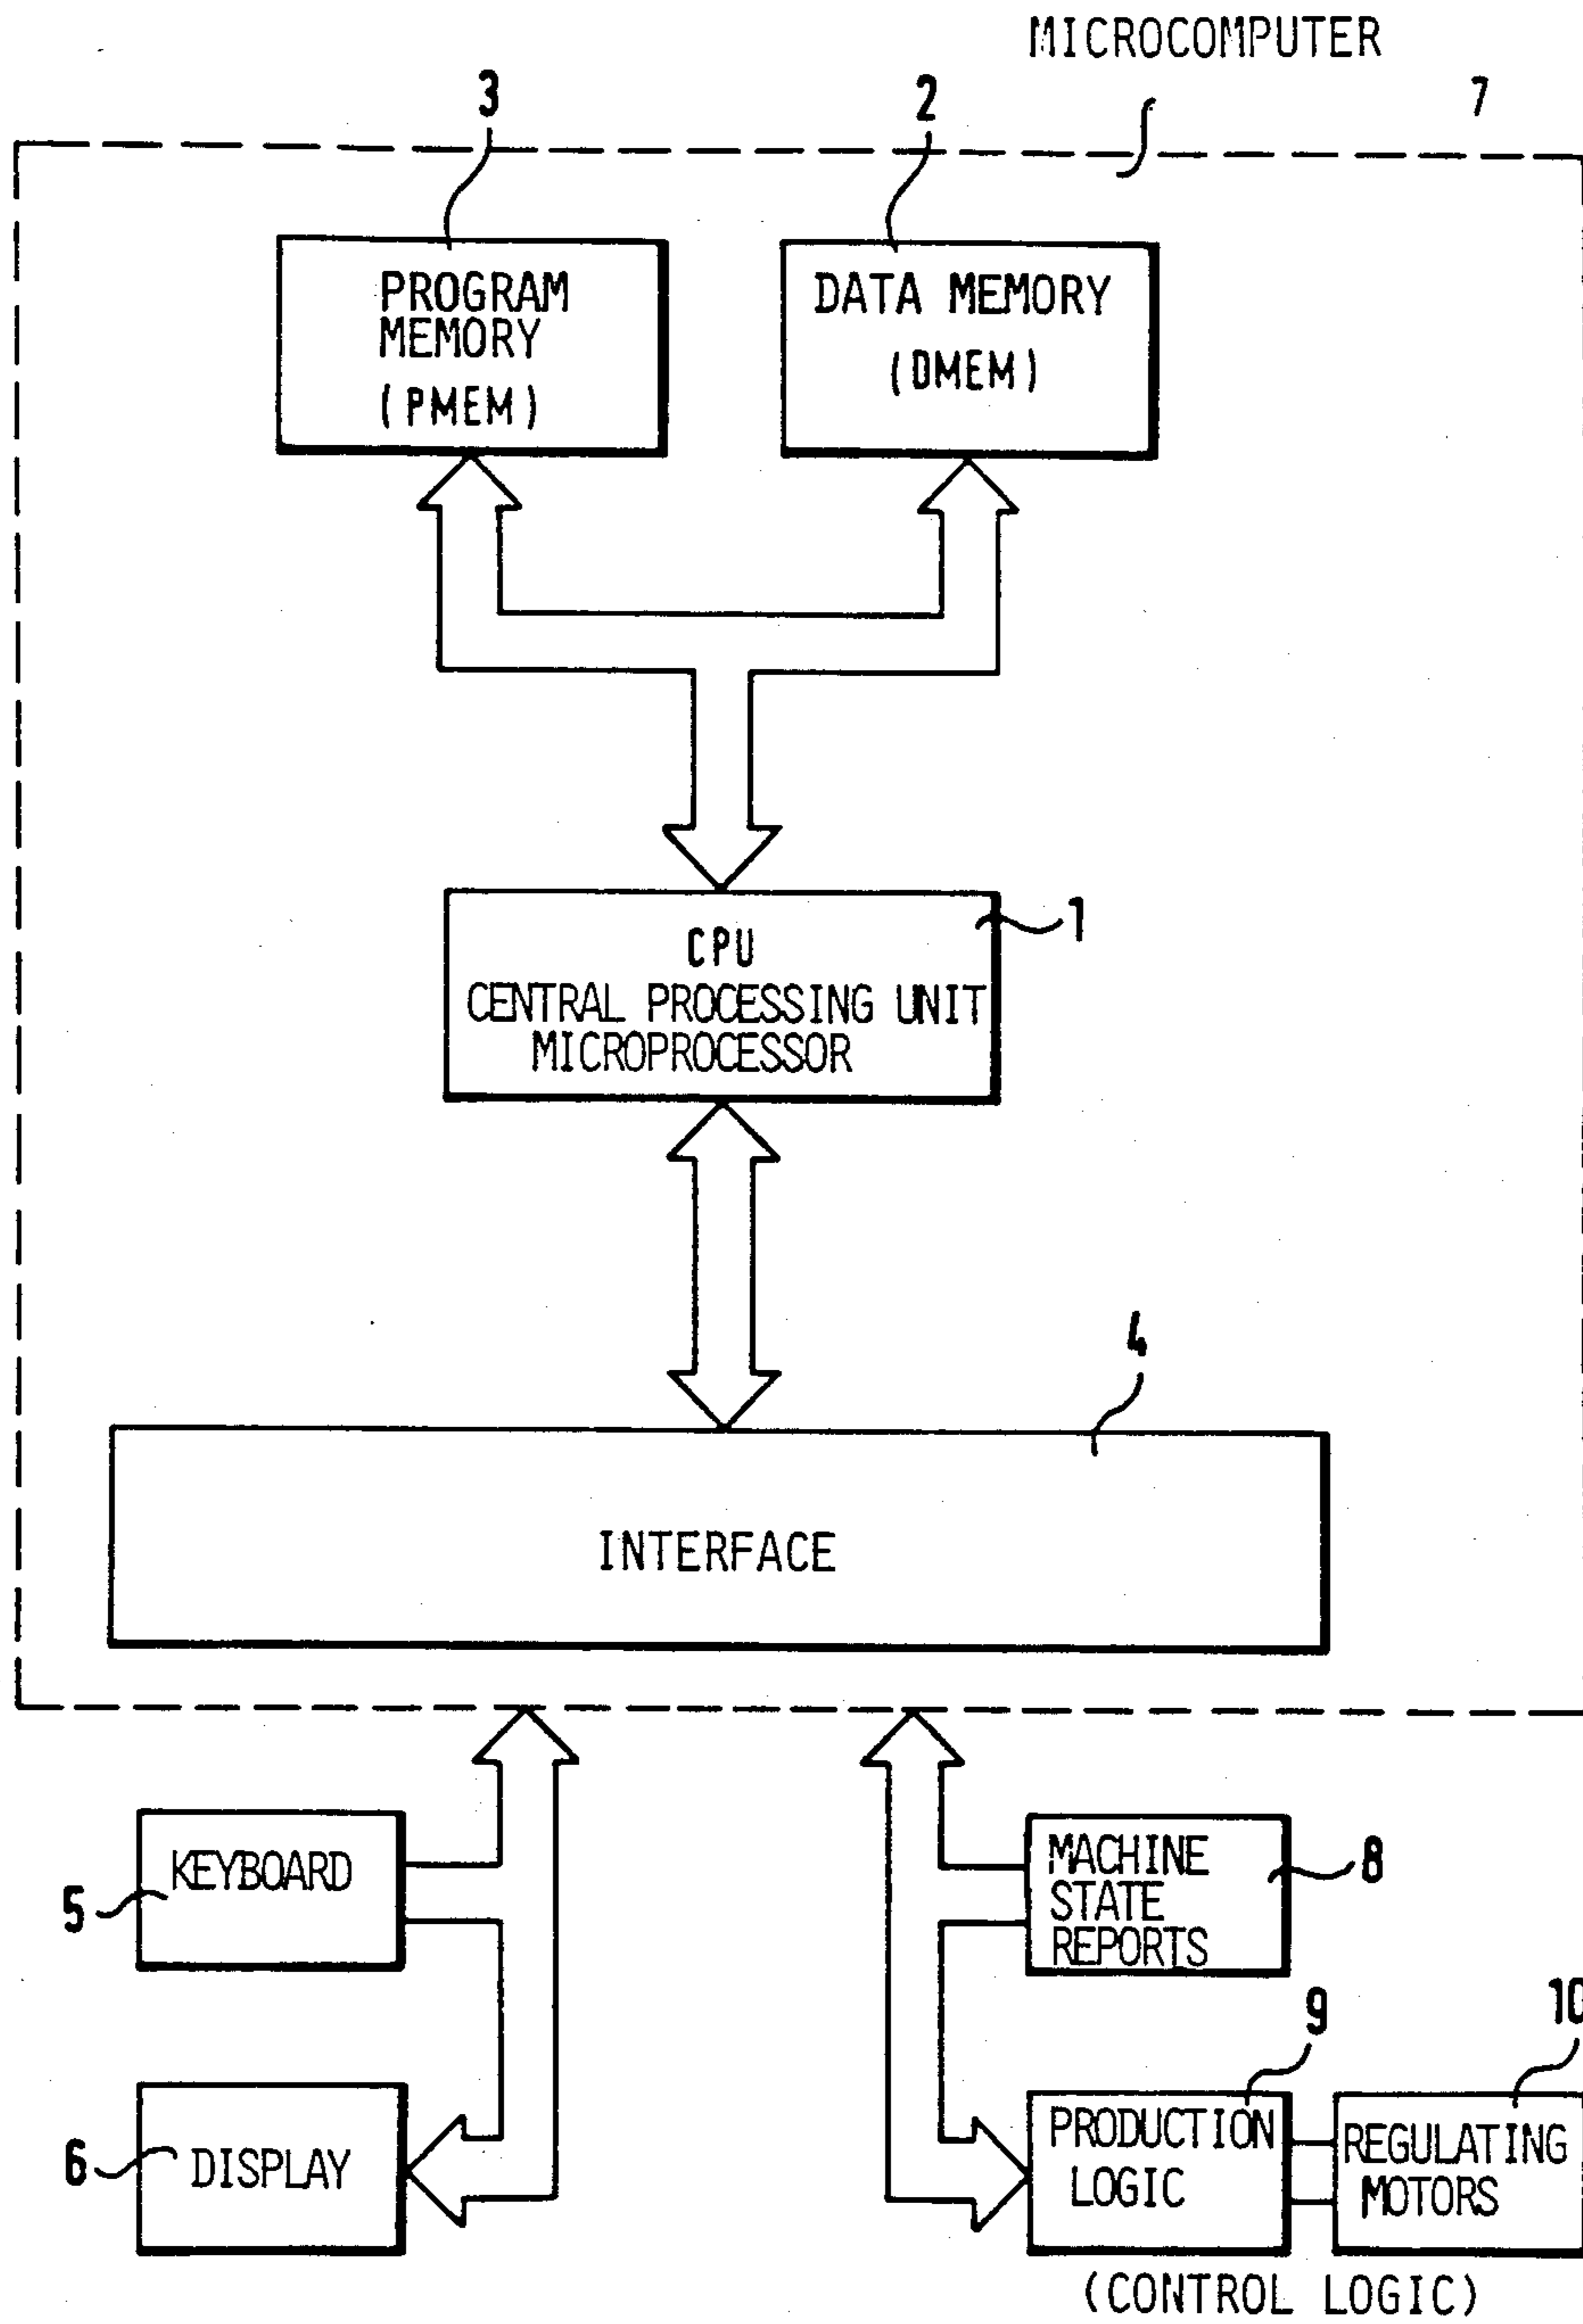 MICROCOMPUTER
7
3
2
PROGRAM
MEMORY
(PMEM)
DATA MEMORY
(DMEM)
1
CPU
CENTRAL PROCESSING UNIT
MICROPROCESSOR
4
INTERFACE
KEYBOARD
5
MACHINE
STATE
REPORTS
8
9
10
6
DISPLAY
PRODUCTION
LOGIC
REGULATING
MOTORS
(CONTROL LOGIC)